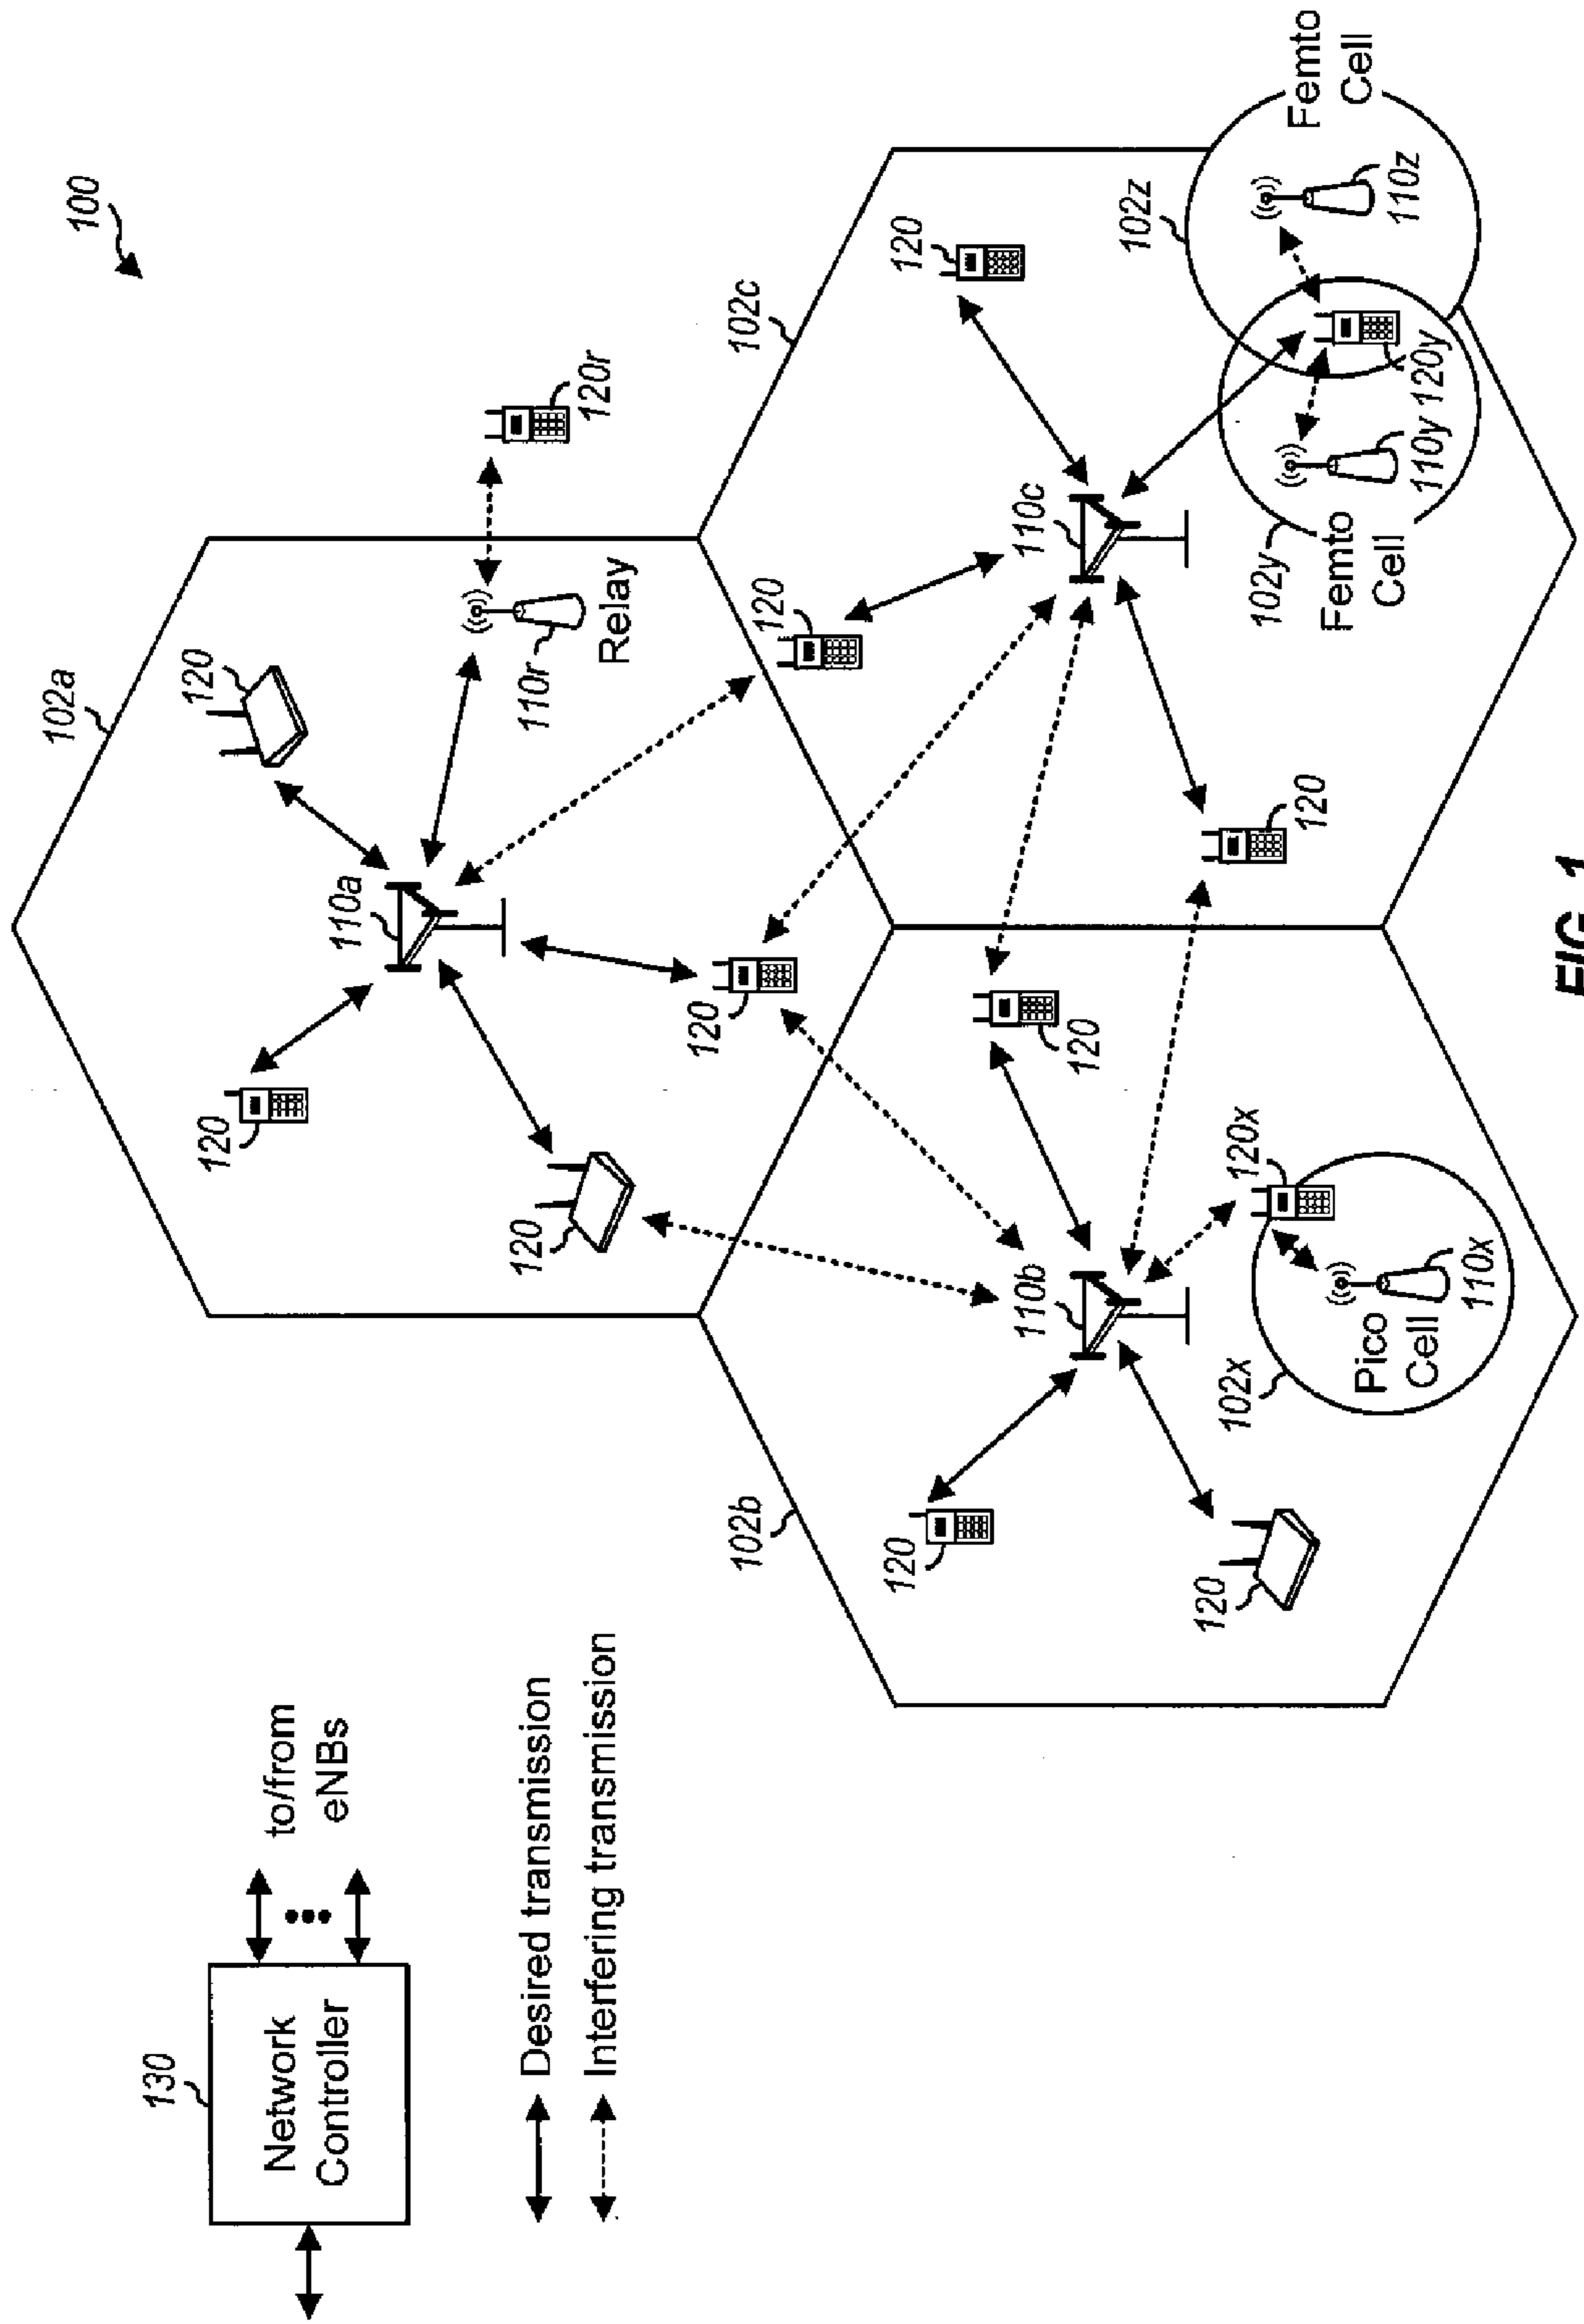 100
130
Network
Controller
to/from
eNBs
Desired transmission
Interfering transmission
102a
120
110a
120
120
120
110r
Relay
120r
120
102b
120
120
110b
120
102x
Pico
Cell
110x
120x
102c
120
120
110c
120
102y
Femto
Cell
110y
120y
102z
110z
Femto
Cell
FIG. 1